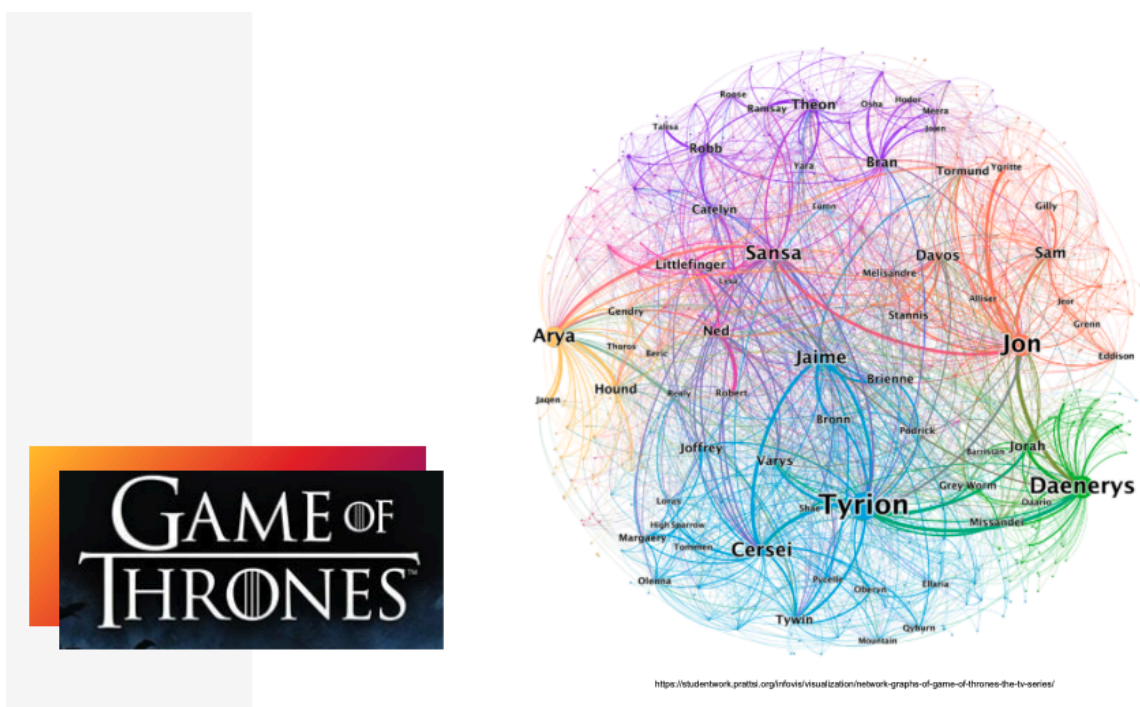 GAME OF
THRONES™
Roose
Ramsay
Theon
Osha
Hodor
Meera
Talisa
Jojen
Robb
Yara
Bran
Tormund
Ygritte
Catelyn
Euron
Gilly
Sansa
Davos
Sam
Littlefinger
Melisandre
Lysa
Alliser
Jeor
Gendry
Stannis
Grenn
Arya
Ned
Jon
Thoros
Beric
Jaime
Eddison
Hound
Brienne
Jaqen
Renly
Robert
Bronn
Podrick
Joffrey
Jorah
Varys
Barristan
Grey Worm
Daenerys
Loras
Shae
Tyrion
Daario
High Sparrow
Missandei
Margaery
Tommen
Cersei
Olenna
Pycelle
Oberyn
Ellaria
Tywin
Qyburn
Mountain
https://studentwork.prattsi.org/infovis/visualization/network-graphs-of-game-of-thrones-the-tv-series/